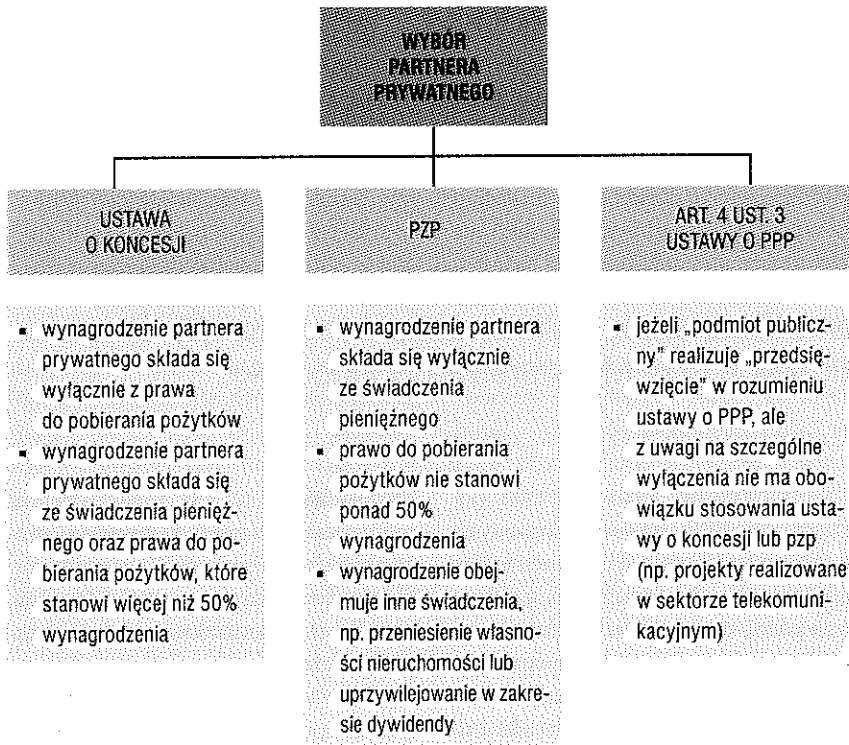 WYBÓR
PARTNERA
PRYWATNEGO
USTAWA
O KONCESJI
▪ wynagrodzenie partnera
prywatnego składa się
wyłącznie z prawa
do pobierania pożytków
▪ wynagrodzenie partnera
prywatnego składa się
ze świadczenia pienięż-
nego oraz prawa do po-
bierania pożytków, które
stanowi więcej niż 50%
wynagrodzenia
PZP
▪ wynagrodzenie partnera
składa się wyłącznie
ze świadczenia
pieniężnego
▪ prawo do pobierania
pożytków nie stanowi
ponad 50%
wynagrodzenia
▪ wynagrodzenie obej-
muje inne świadczenia,
np. przeniesienie własno-
ści nieruchomości lub
uprzywilejowanie w zakre-
sie dywidendy
ART. 4 UST. 3
USTAWY O PPP
▪ jeżeli „podmiot publicz-
ny” realizuje „przedsię-
wzięcie” w rozumieniu
ustawy o PPP, ale
z uwagi na szczególne
wyłączenia nie ma obo-
wiązku stosowania usta-
wy o koncesji lub pzp
(np. projekty realizowane
w sektorze telekomuni-
kacyjnym)